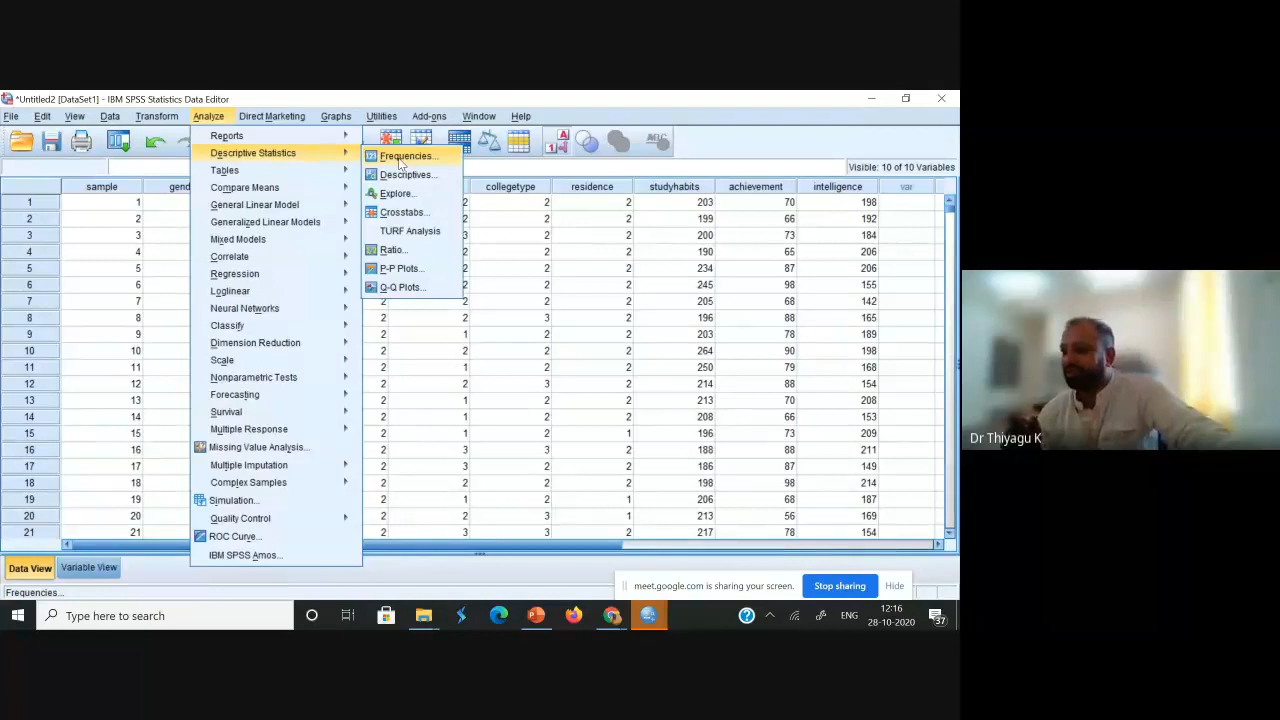 *Untitled2 [DataSet1] - IBM SPSS Statistics Data Editor
File Edit View Data Transform Analyze Direct Marketing Graphs Utilities Add-ons Window Help
Visible: 10 of 10 Variables
Reports
Descriptive Statistics
Tables
Compare Means
General Linear Model
Generalized Linear Models
Mixed Models
Correlate
Regression
Loglinear
Neural Networks
Classify
Dimension Reduction
Scale
Nonparametric Tests
Forecasting
Survival
Multiple Response
Missing Value Analysis...
Multiple Imputation
Complex Samples
Simulation...
Quality Control
ROC Curve...
IBM SPSS Amos...
Frequencies...
Descriptives...
Explore...
Crosstabs...
TURF Analysis
Ratio...
P-P Plots...
Q-Q Plots...
sample gend collegetype residence studyhabits achievement intelligence var
1 1 2 2 2 203 70 198
2 2 2 2 2 199 66 192
3 3 3 2 2 235 73 184
4 4 2 2 2 190 65 206
5 5 2 2 2 234 87 206
6 6 2 2 2 245 98 155
7 7 2 2 2 2 205 68 142
8 8 2 2 3 2 196 88 165
9 9 2 1 2 2 203 78 189
10 10 2 2 2 2 264 90 198
11 11 2 1 2 2 250 79 168
12 12 2 2 3 2 214 88 154
13 13 2 1 2 2 213 70 208
14 14 2 1 2 2 208 66 153
15 15 2 1 2 1 196 73 209
16 16 2 3 3 2 188 88 211
17 17 2 3 2 2 186 87 149
18 18 2 2 2 2 198 98 214
19 19 2 1 2 1 206 68 187
20 20 2 2 3 1 213 56 169
21 21 2 3 3 2 217 78 154
Data View Variable View
Frequencies...
meet.google.com is sharing your screen. Stop sharing Hide
Type here to search
ENG
12:16
28-10-2020
37
Dr Thiyagu K